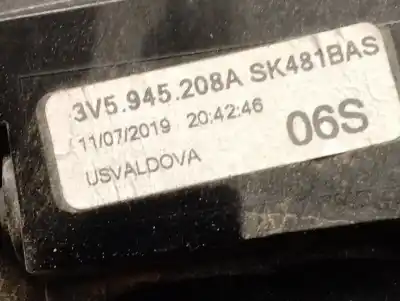 3V5.945.208A SK481BAS
11/07/2019 20:42:46
06S
USVALDOVA